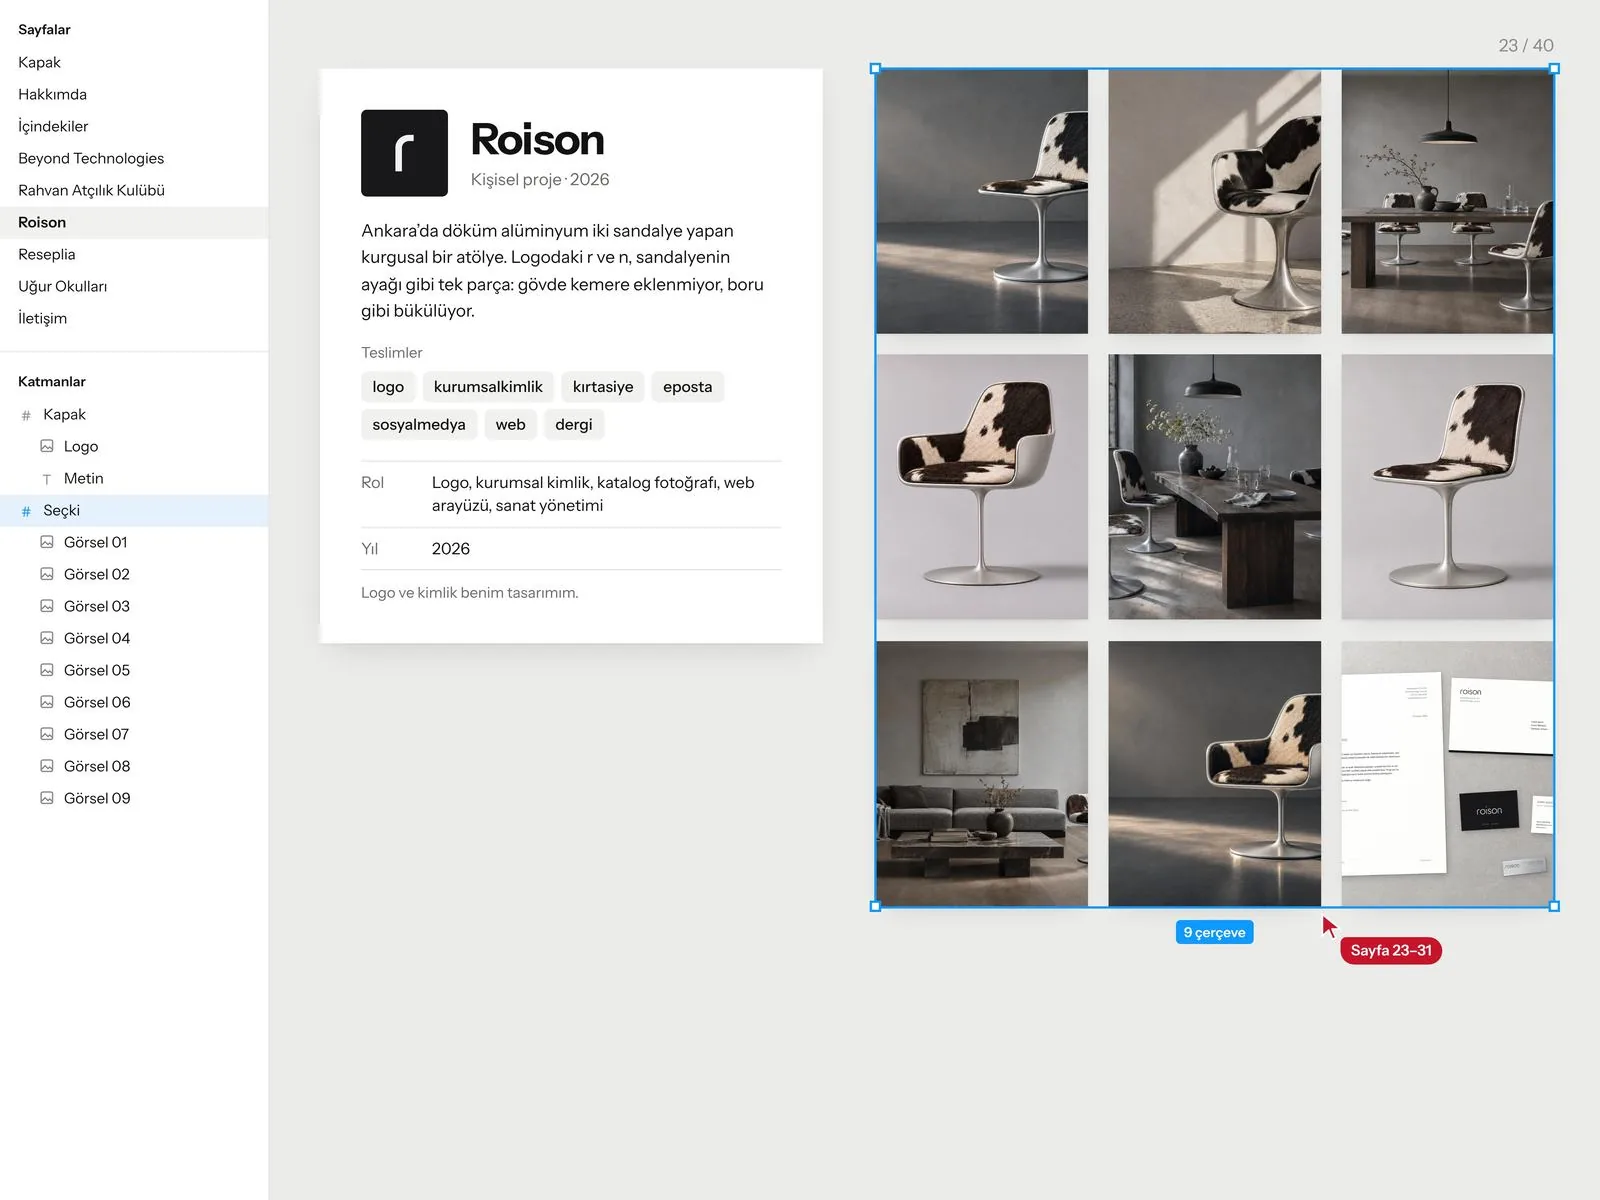 Sayfalar
Kapak
Hakkımda
İçindekiler
Beyond Technologies
Rahvan Atçılık Kulübü
Roison
Reseplia
Uğur Okulları
İletişim
Katmanlar
# Kapak
Logo
T Metin
# Seçki
Görsel 01
Görsel 02
Görsel 03
Görsel 04
Görsel 05
Görsel 06
Görsel 07
Görsel 08
Görsel 09
r
Roison
Kişisel proje · 2026
Ankara’da döküm alüminyum iki sandalye yapan
kurgusal bir atölye. Logodaki r ve n, sandalyenin
ayağı gibi tek parça: gövde kemere eklenmiyor, boru
gibi bükülüyor.
Teslimler
logo kurumsalkimlik kırtasiye eposta
sosyalmedya web dergi
Rol Logo, kurumsal kimlik, katalog fotoğrafı, web
arayüzü, sanat yönetimi
Yıl 2026
Logo ve kimlik benim tasarımım.
23 / 40
roison
roison
roison
9 çerçeve
Sayfa 23–31